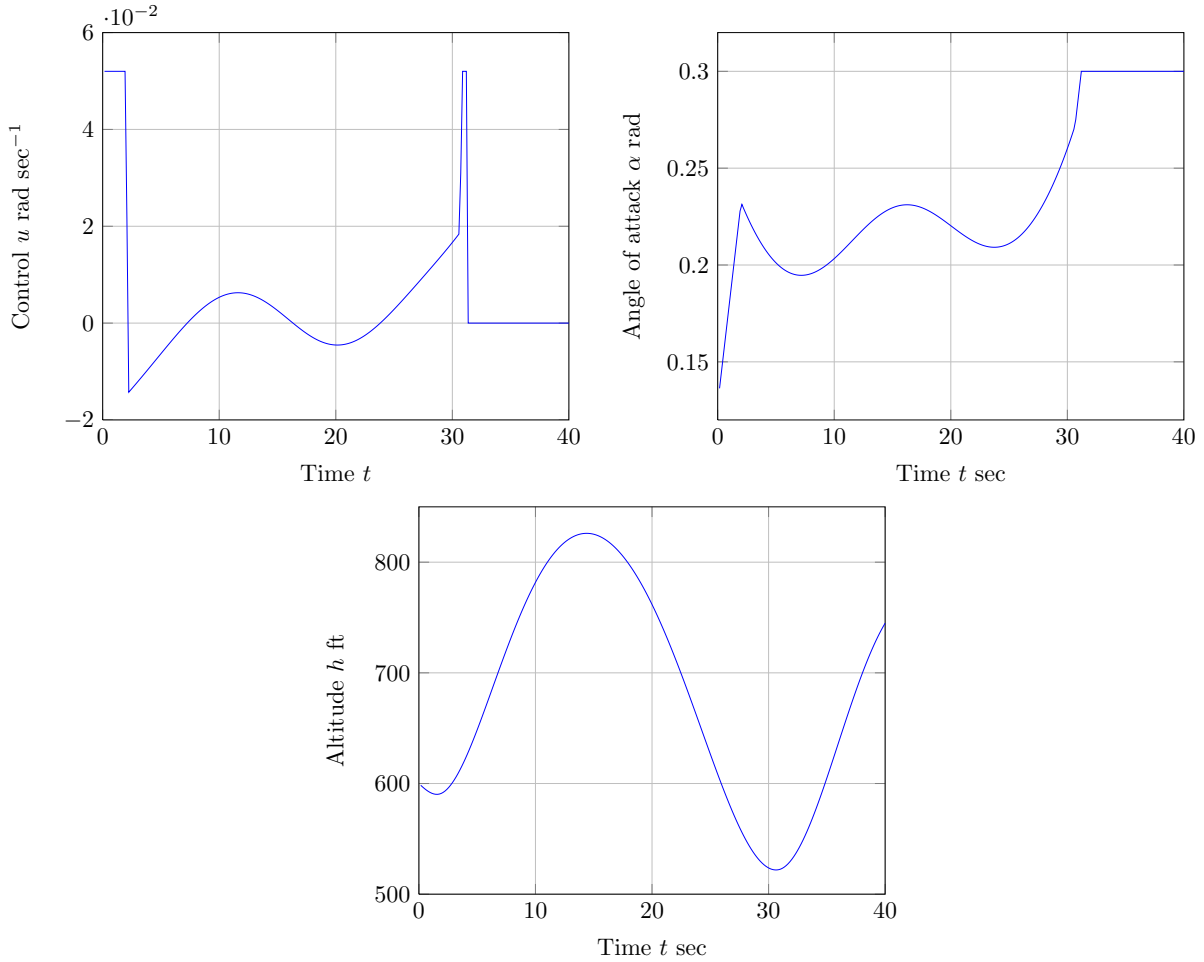 ·10⁻²
6
4
2
0
−2
0 10 20 30 40
Time t
Control u rad sec⁻¹
0.3
0.25
0.2
0.15
0 10 20 30 40
Time t sec
Angle of attack α rad
800
700
600
500
0 10 20 30 40
Time t sec
Altitude h ft